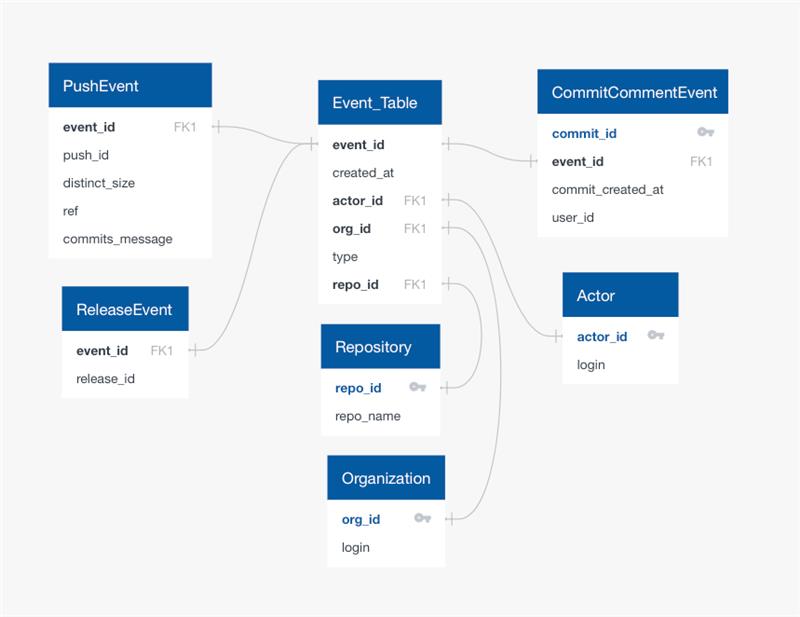 PushEvent
event_id FK1
push_id
distinct_size
ref
commits_message
ReleaseEvent
event_id FK1
release_id
Event_Table
event_id
created_at
actor_id FK1
org_id FK1
type
repo_id FK1
Repository
repo_id
repo_name
Organization
org_id
login
CommitCommentEvent
commit_id
event_id FK1
commit_created_at
user_id
Actor
actor_id
login